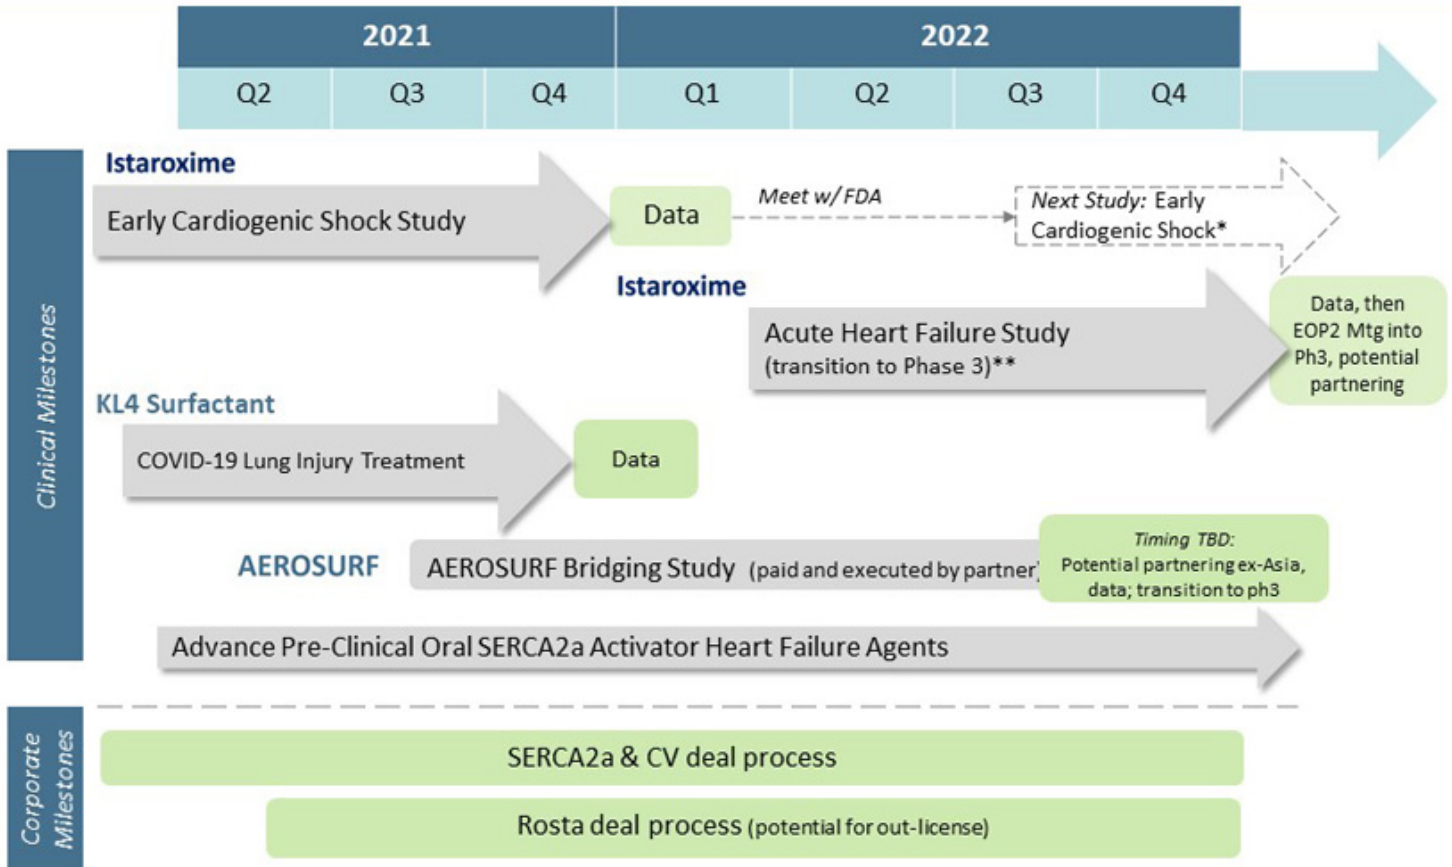 2021
2022
Q2
Q3
Q4
Q1
Q2
Q3
Q4
Clinical Milestones
Istaroxime
Early Cardiogenic Shock Study
Data
Meet w/FDA
Next Study: Early
Cardiogenic Shock*
Istaroxime
Acute Heart Failure Study
(transition to Phase 3)**
Data, then
EOP2 Mtg into
Ph3, potential
partnering
KL4 Surfactant
COVID-19 Lung Injury Treatment
Data
AEROSURF
AEROSURF Bridging Study (paid and executed by partner)
Timing TBD:
Potential partnering ex-Asia,
data; transition to ph3
Advance Pre-Clinical Oral SERCA2a Activator Heart Failure Agents
Corporate
Milestones
SERCA2a & CV deal process
Rosta deal process (potential for out-license)